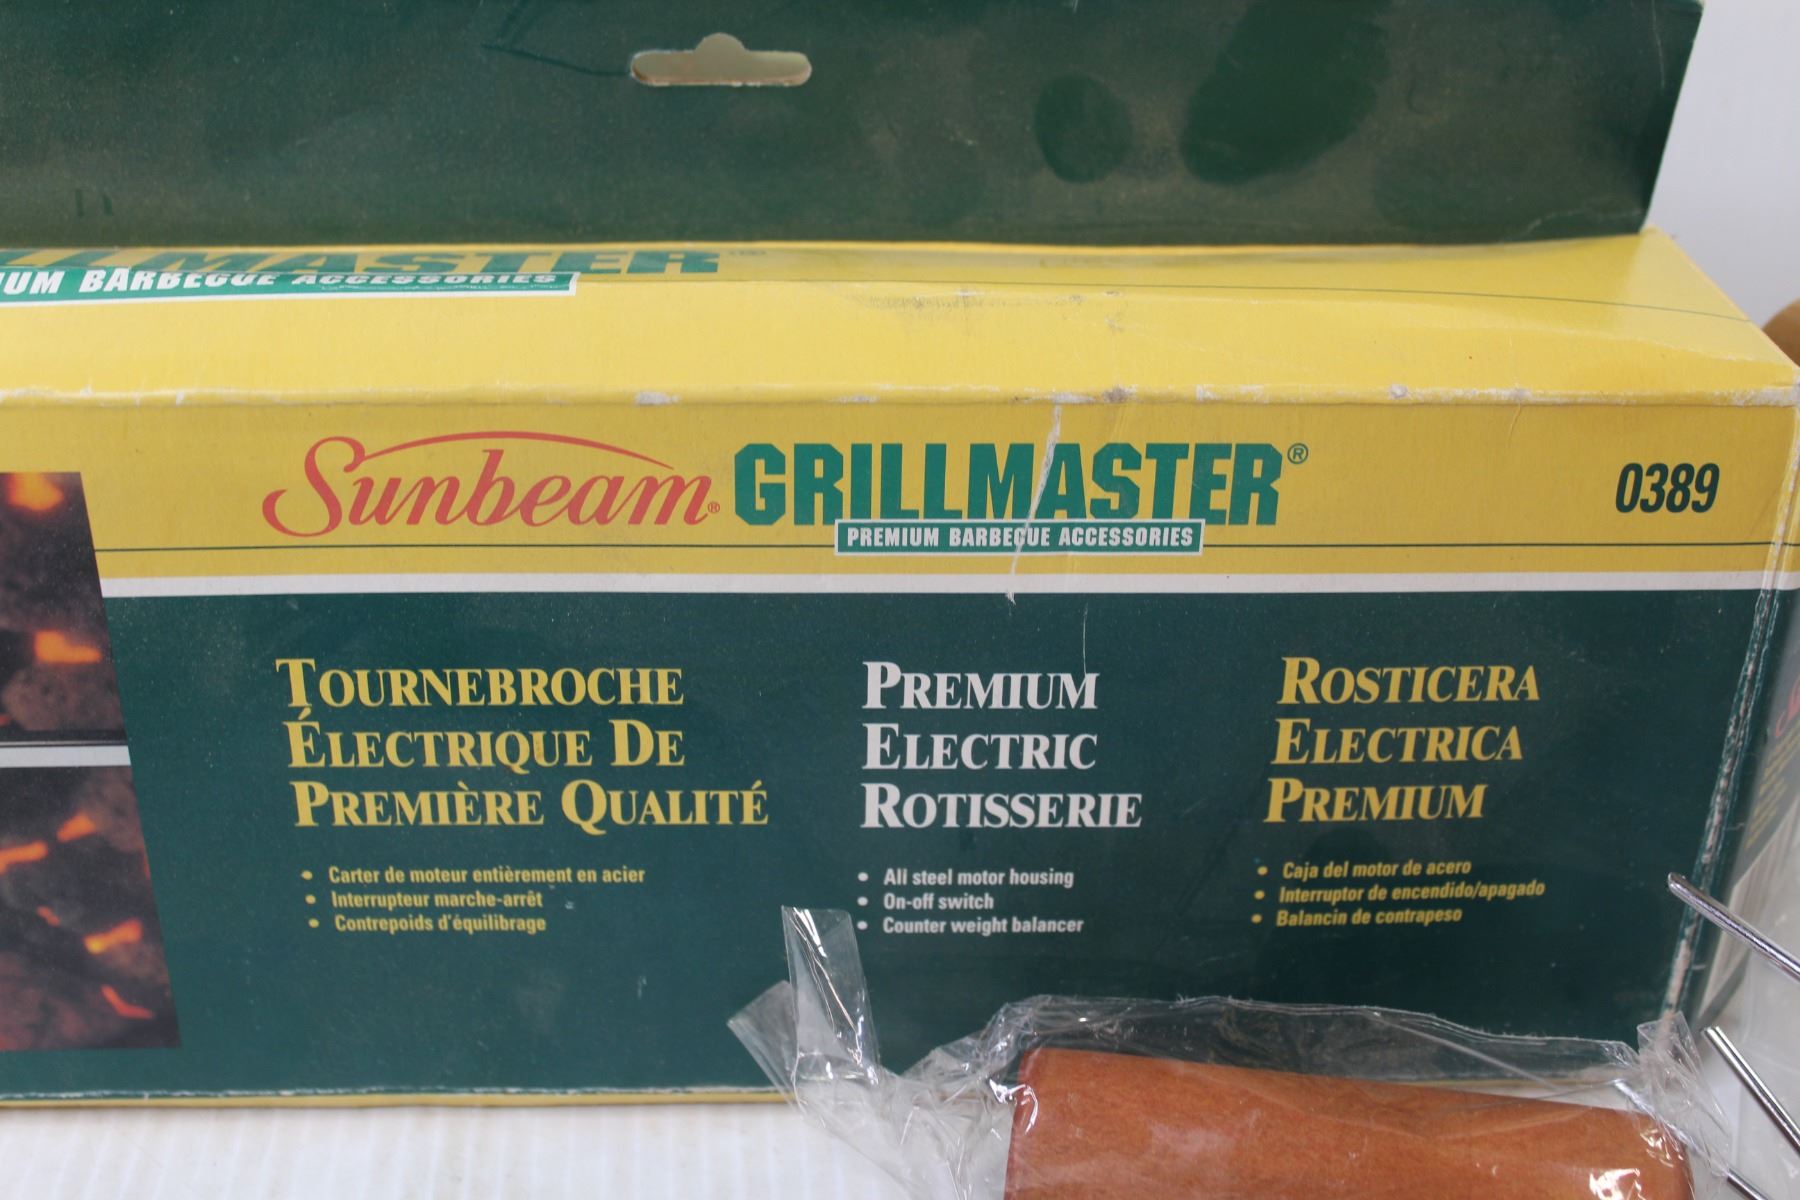 LLMASTER
UM BARBECUE ACCESSORIES
Sunbeam® GRILLMASTER®
PREMIUM BARBECUE ACCESSORIES
0389
TOURNEBROCHE
ÉLECTRIQUE DE
PREMIÈRE QUALITÉ
• Carter de moteur entièrement en acier
• Interrupteur marche-arrêt
• Contrepoids d'équilibrage
PREMIUM
ELECTRIC
ROTISSERIE
• All steel motor housing
• On-off switch
• Counter weight balancer
ROSTICERA
ELECTRICA
PREMIUM
• Caja del motor de acero
• Interruptor de encendido/apagado
• Balancin de contrapeso